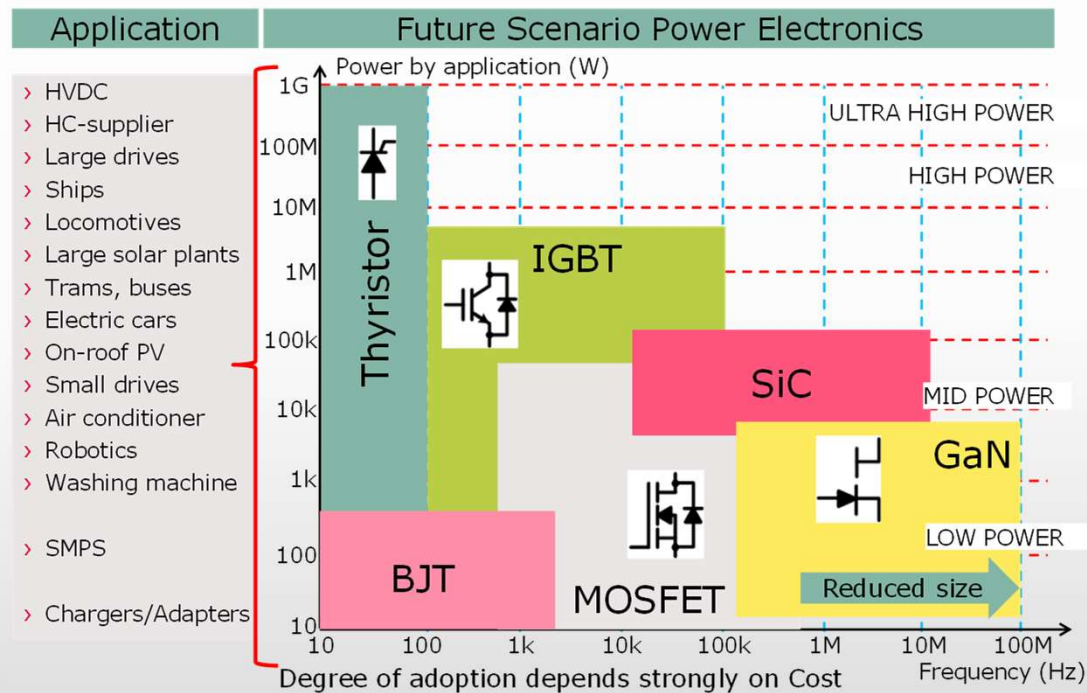 Application
Future Scenario Power Electronics
› HVDC
› HC-supplier
› Large drives
› Ships
› Locomotives
› Large solar plants
› Trams, buses
› Electric cars
› On-roof PV
› Small drives
› Air conditioner
› Robotics
› Washing machine
› SMPS
› Chargers/Adapters
Power by application (W)
1G
100M
10M
1M
100k
10k
1k
100
10
ULTRA HIGH POWER
HIGH POWER
MID POWER
LOW POWER
Thyristor
IGBT
SiC
GaN
BJT
MOSFET
Reduced size
10
100
1k
10k
100k
1M
10M
100M
Frequency (Hz)
Degree of adoption depends strongly on Cost